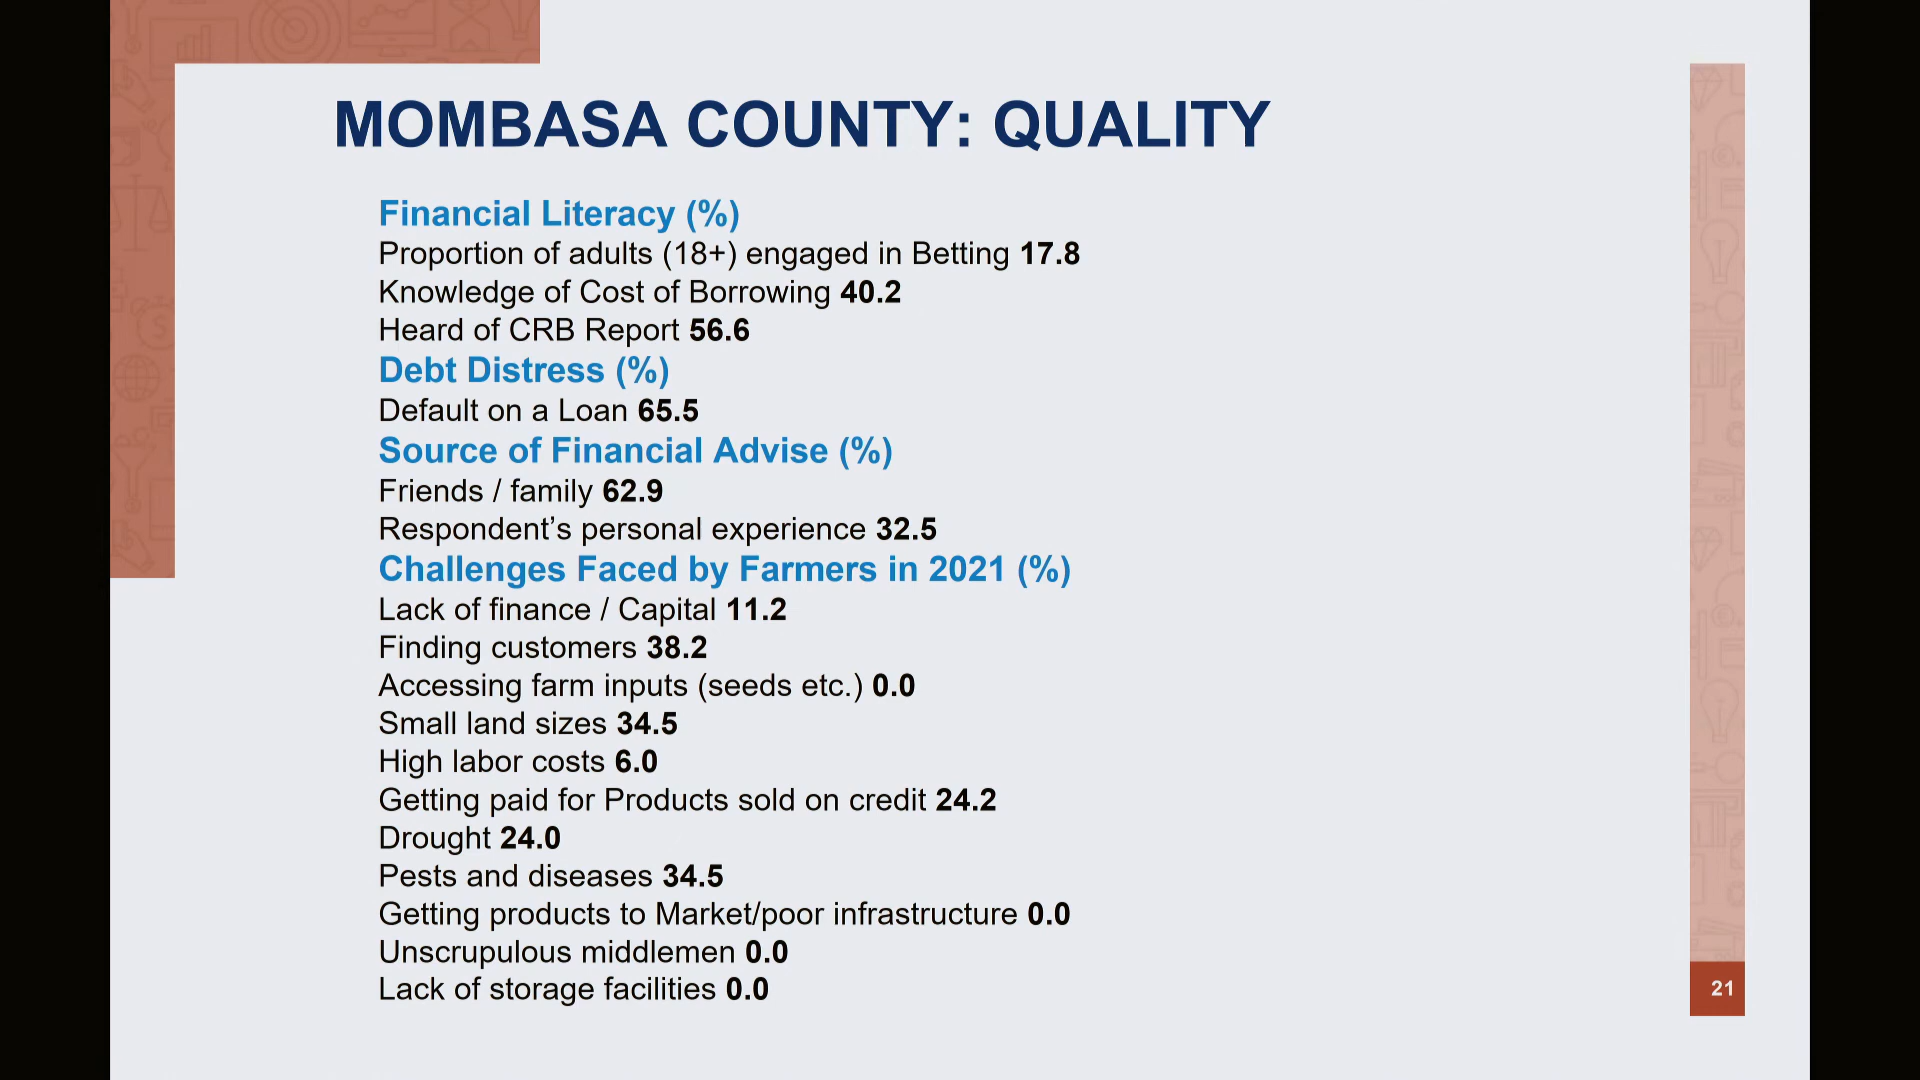 MOMBASA COUNTY: QUALITY
Financial Literacy (%)
Proportion of adults (18+) engaged in Betting 17.8
Knowledge of Cost of Borrowing 40.2
Heard of CRB Report 56.6
Debt Distress (%)
Default on a Loan 65.5
Source of Financial Advise (%)
Friends / family 62.9
Respondent’s personal experience 32.5
Challenges Faced by Farmers in 2021 (%)
Lack of finance / Capital 11.2
Finding customers 38.2
Accessing farm inputs (seeds etc.) 0.0
Small land sizes 34.5
High labor costs 6.0
Getting paid for Products sold on credit 24.2
Drought 24.0
Pests and diseases 34.5
Getting products to Market/poor infrastructure 0.0
Unscrupulous middlemen 0.0
Lack of storage facilities 0.0
21